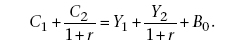 C₁ + C₂/(1 + r) = Y₁ + Y₂/(1 + r) + B₀.